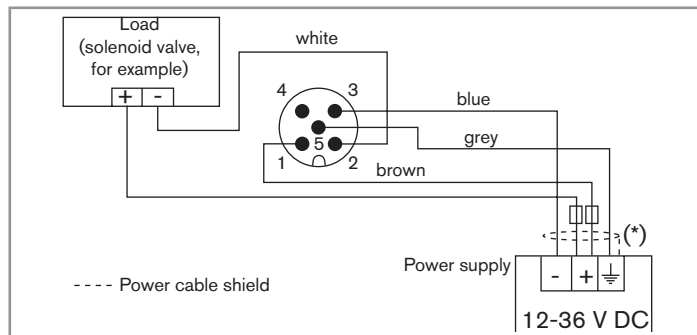 Load
(solenoid valve,
for example)
+ -
white
4 3
5
1 2
blue
grey
brown
(*)
Power supply
- + ⏚
12-36 V DC
---- Power cable shield